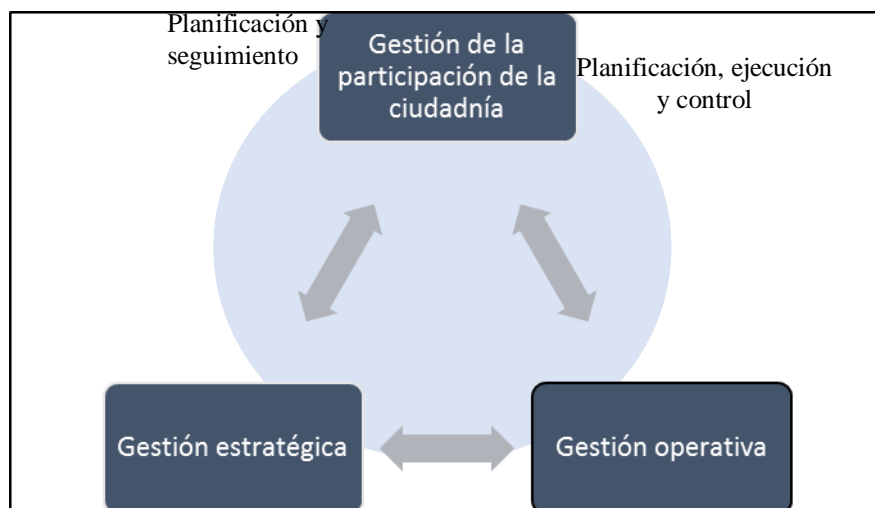 Planificación y
seguimiento
Gestión de la
participación de la
ciudadnía
Planificación, ejecución
y control
Gestión estratégica
Gestión operativa